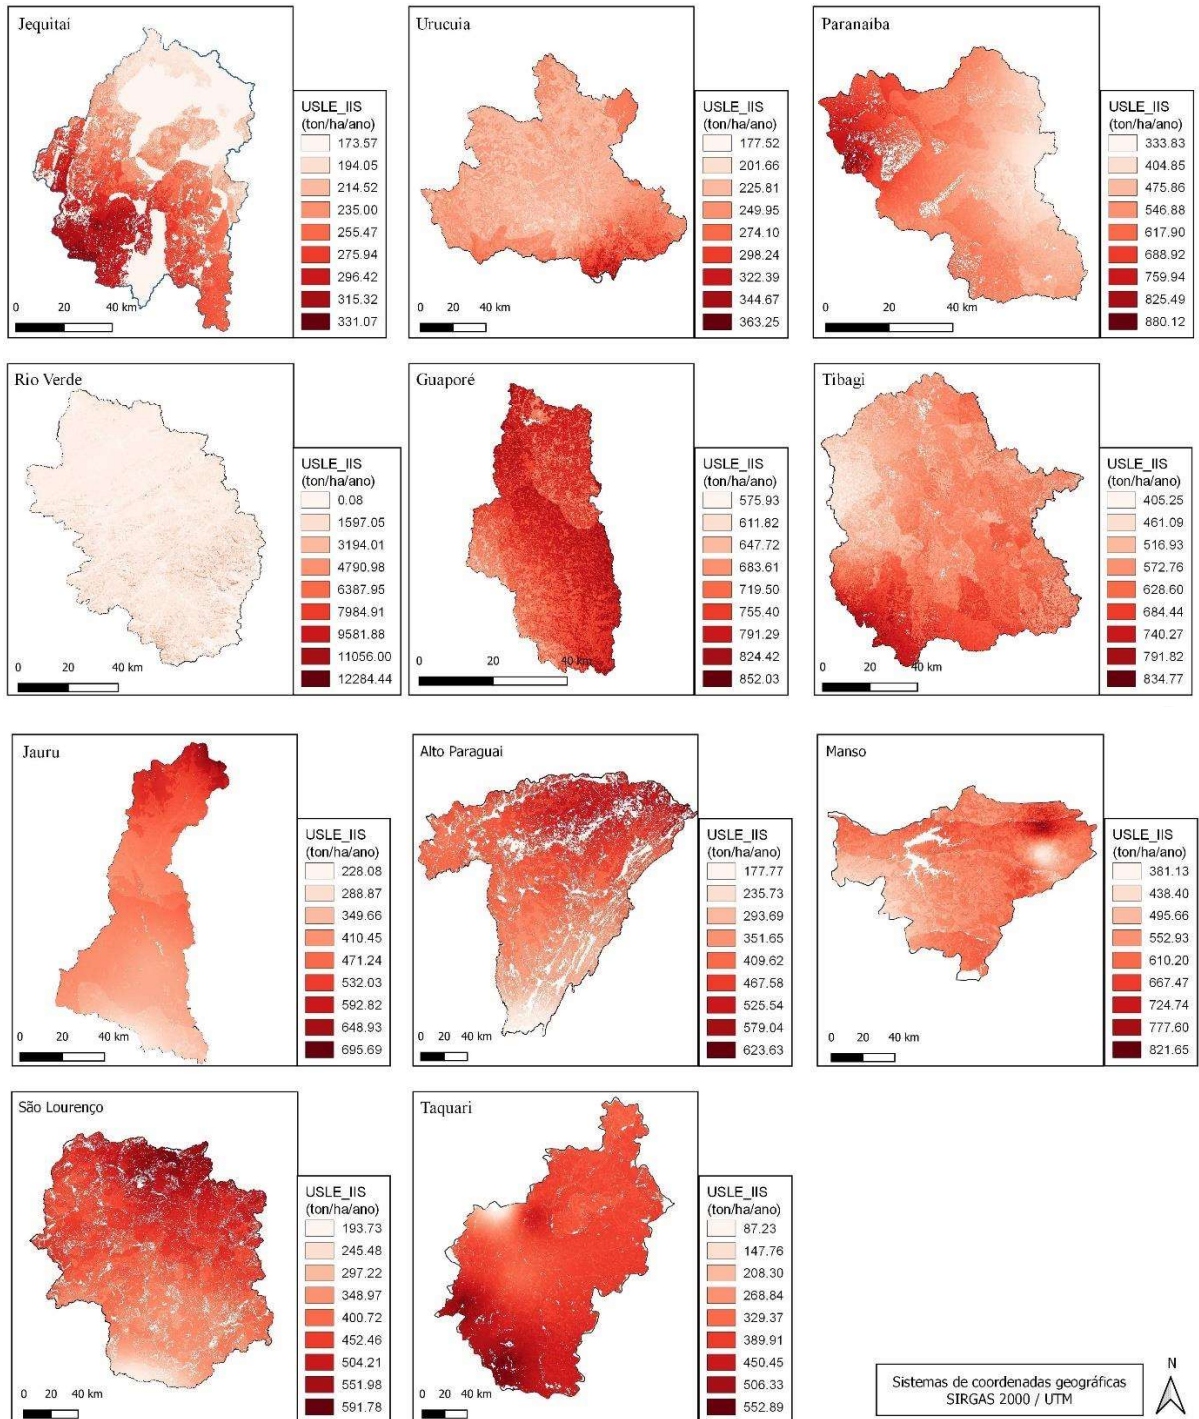 Jequitaí
USLE_IIS
(ton/ha/ano)
173.57
194.05
214.52
235.00
255.47
275.94
296.42
315.32
331.07
0 20 40 km
Urucuia
USLE_IIS
(ton/ha/ano)
177.52
201.66
225.81
249.95
274.10
298.24
322.39
344.67
363.25
0 20 40 km
Paranaíba
USLE_IIS
(ton/ha/ano)
333.83
404.85
475.86
546.88
617.90
688.92
759.94
825.49
880.12
0 20 40 km
Rio Verde
USLE_IIS
(ton/ha/ano)
0.08
1597.05
3194.01
4790.98
6387.95
7984.91
9581.88
11056.00
12284.44
0 20 40 km
Guaporé
USLE_IIS
(ton/ha/ano)
575.93
611.82
647.72
683.61
719.50
755.40
791.29
824.42
852.03
0 20 40 km
Tibagi
USLE_IIS
(ton/ha/ano)
405.25
461.09
516.93
572.76
628.60
684.44
740.27
791.82
834.77
0 20 40 km
Jauru
USLE_IIS
(ton/ha/ano)
228.08
288.87
349.66
410.45
471.24
532.03
592.82
648.93
695.69
0 20 40 km
Alto Paraguai
USLE_IIS
(ton/ha/ano)
177.77
235.73
293.69
351.65
409.62
467.58
525.54
579.04
623.63
0 20 40 km
Manso
USLE_IIS
(ton/ha/ano)
381.13
438.40
495.66
552.93
610.20
667.47
724.74
777.60
821.65
0 20 40 km
São Lourenço
USLE_IIS
(ton/ha/ano)
193.73
245.48
297.22
348.97
400.72
452.46
504.21
551.98
591.78
0 20 40 km
Taquari
USLE_IIS
(ton/ha/ano)
87.23
147.76
208.30
268.84
329.37
389.91
450.45
506.33
552.89
0 20 40 km
Sistemas de coordenadas geográficas
SIRGAS 2000 / UTM
N